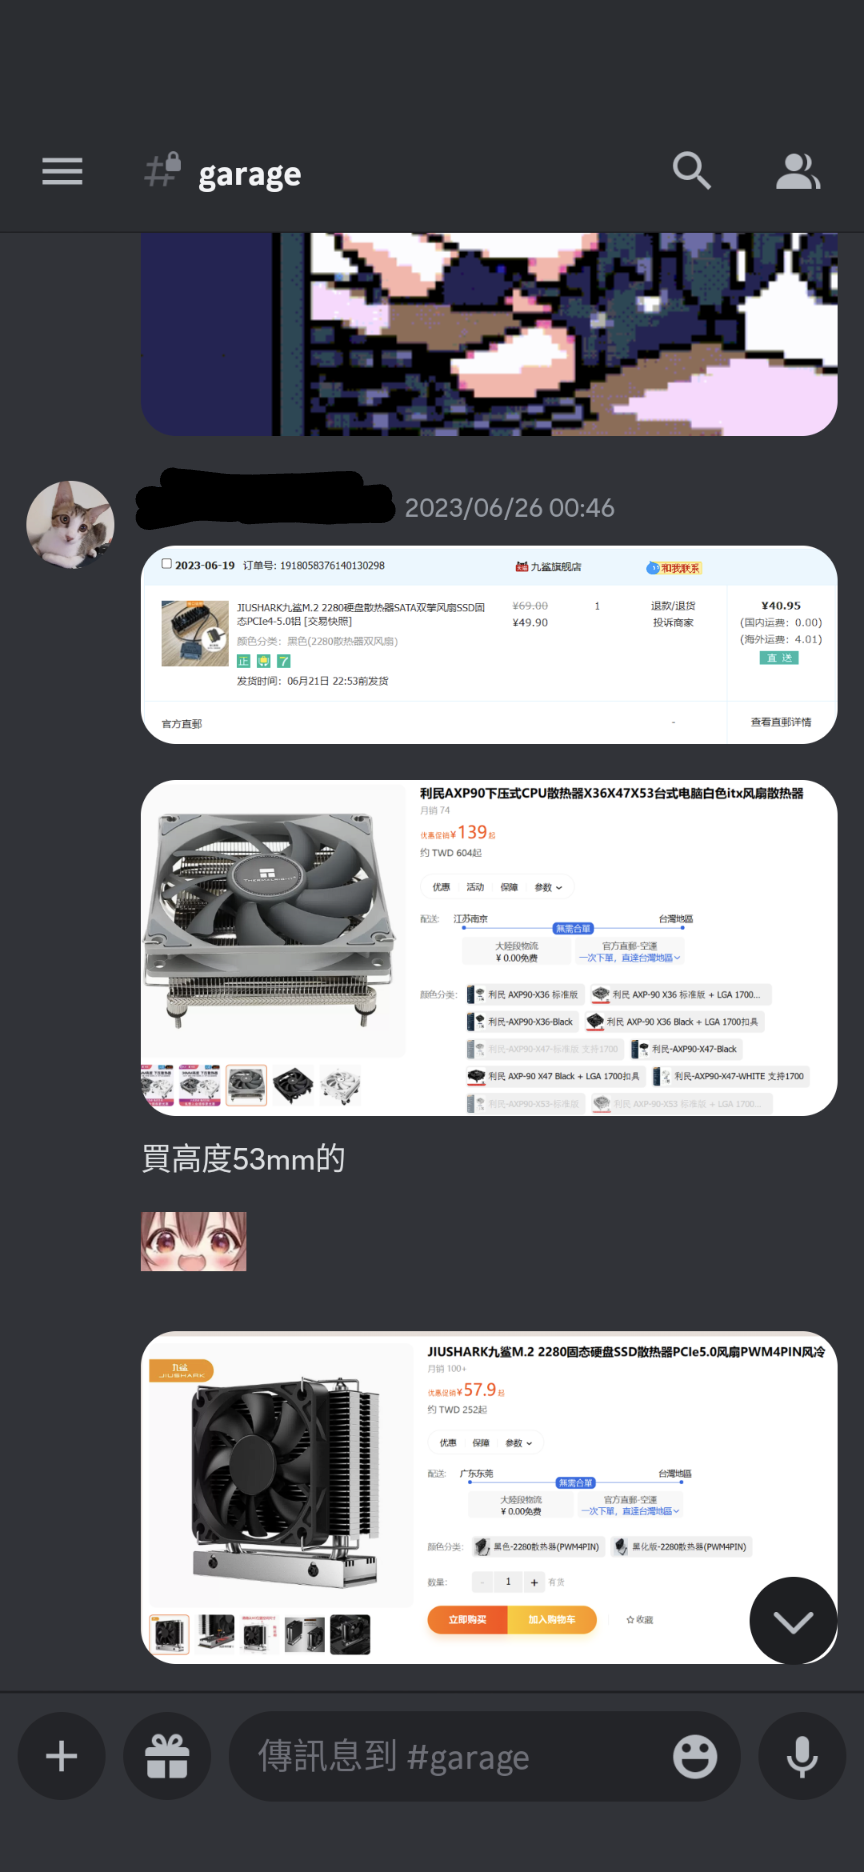 garage
2023/06/26 00:46
2023-06-19 订单号: 1918058376140130298
九鲨旗舰店
和我联系
JIUSHARK九鲨M.2 2280硬盘散热器SATA双擎风扇SSD固
态PCIe4-5.0铝 [交易快照]
颜色分类：黑色(2280散热器双风扇)
正
7
发货时间：06月21日 22:53前发货
¥69.00
¥49.90
1
退款/退货
投诉商家
¥40.95
(国内运费：0.00)
(海外运费：4.01)
直 送
官方直邮
-
查看直邮详情
利民AXP90下压式CPU散热器X36X47X53台式电脑白色itx风扇散热器
月销 74
优惠促销¥139起
约 TWD 604起
优惠 活动 保障 参数
配送: 江苏南京 無需合單 台灣地區
大陸段物流
¥ 0.00免費
官方直郵-空運
一次下單，直達台灣地區
颜色分类:
利民 AXP90-X36 标准版
利民 AXP-90 X36 标准版 + LGA 1700...
利民-AXP90-X36-Black
利民 AXP-90 X36 Black + LGA 1700扣具
利民-AXP90-X47-标准版 支持1700
利民-AXP90-X47-Black
利民 AXP-90 X47 Black + LGA 1700扣具
利民-AXP90-X47-WHITE 支持1700
利民-AXP90-X53-标准版
利民 AXP-90-X53 标准版 + LGA 1700...
THERMALRIGHT
買高度53mm的
九鲨
JIUSHARK
JIUSHARK九鲨M.2 2280固态硬盘SSD散热器PCIe5.0风扇PWM4PIN风冷
月销 100+
优惠促销¥57.9起
约 TWD 252起
优惠 保障 参数
配送: 广东东莞 無需合單 台灣地區
大陸段物流
¥ 0.00免費
官方直郵-空運
一次下單，直達台灣地區
颜色分类:
黑色-2280散热器(PWM4PIN)
黑化版-2280散热器(PWM4PIN)
数量: - 1 + 有货
立即购买 加入购物车 收藏
傳訊息到 #garage